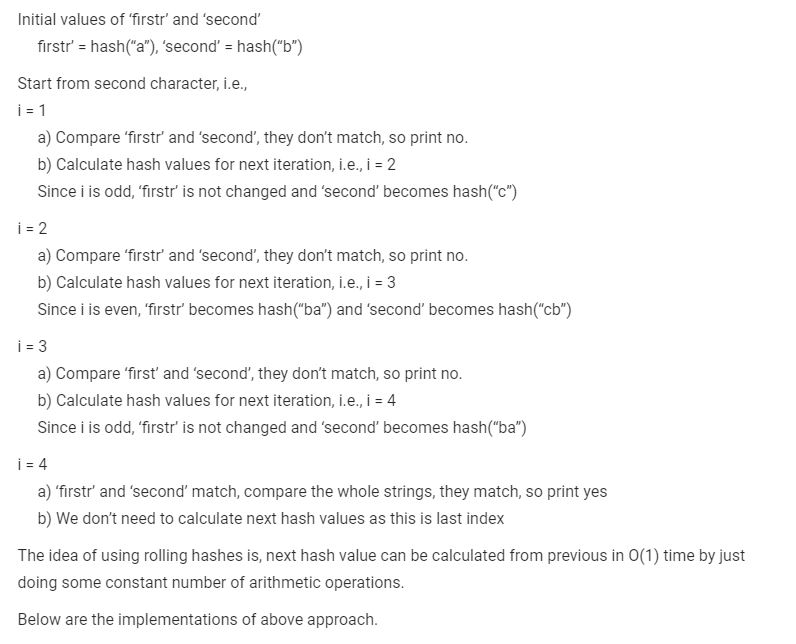 Initial values of ‘firstr’ and ‘second’
firstr’ = hash(“a”), ‘second’ = hash(“b”)
Start from second character, i.e.,
i = 1
a) Compare ‘firstr’ and ‘second’, they don’t match, so print no.
b) Calculate hash values for next iteration, i.e., i = 2
Since i is odd, ‘firstr’ is not changed and ‘second’ becomes hash(“c”)
i = 2
a) Compare ‘firstr’ and ‘second’, they don’t match, so print no.
b) Calculate hash values for next iteration, i.e., i = 3
Since i is even, ‘firstr’ becomes hash(“ba”) and ‘second’ becomes hash(“cb”)
i = 3
a) Compare ‘first’ and ‘second’, they don’t match, so print no.
b) Calculate hash values for next iteration, i.e., i = 4
Since i is odd, ‘firstr’ is not changed and ‘second’ becomes hash(“ba”)
i = 4
a) ‘firstr’ and ‘second’ match, compare the whole strings, they match, so print yes
b) We don’t need to calculate next hash values as this is last index
The idea of using rolling hashes is, next hash value can be calculated from previous in O(1) time by just
doing some constant number of arithmetic operations.
Below are the implementations of above approach.